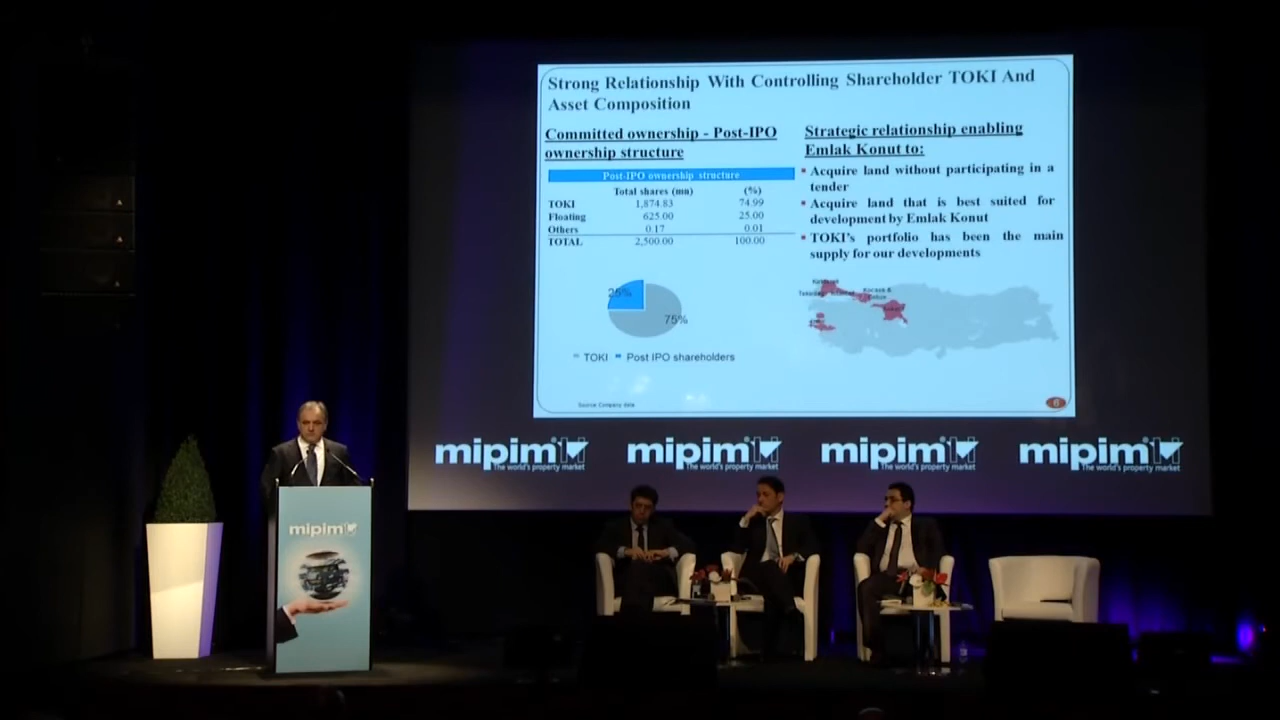 Strong Relationship With Controlling Shareholder TOKI And
Asset Composition
Committed ownership - Post-IPO
ownership structure
Post-IPO ownership structure
Total shares (mn) (%)
TOKI 1,874.83 74.99
Floating 625.00 25.00
Others 0.17 0.01
TOTAL 2,500.00 100.00
25%
75%
TOKI Post IPO shareholders
Source Company data
Strategic relationship enabling
Emlak Konut to:
Acquire land without participating in a
tender
Acquire land that is best suited for
development by Emlak Konut
TOKI's portfolio has been the main
supply for our developments
Kocaeli &
6
mipim
The world's property market
mipim
The world's property market
mipim
The world's property market
mipim
The world's property market
mipim